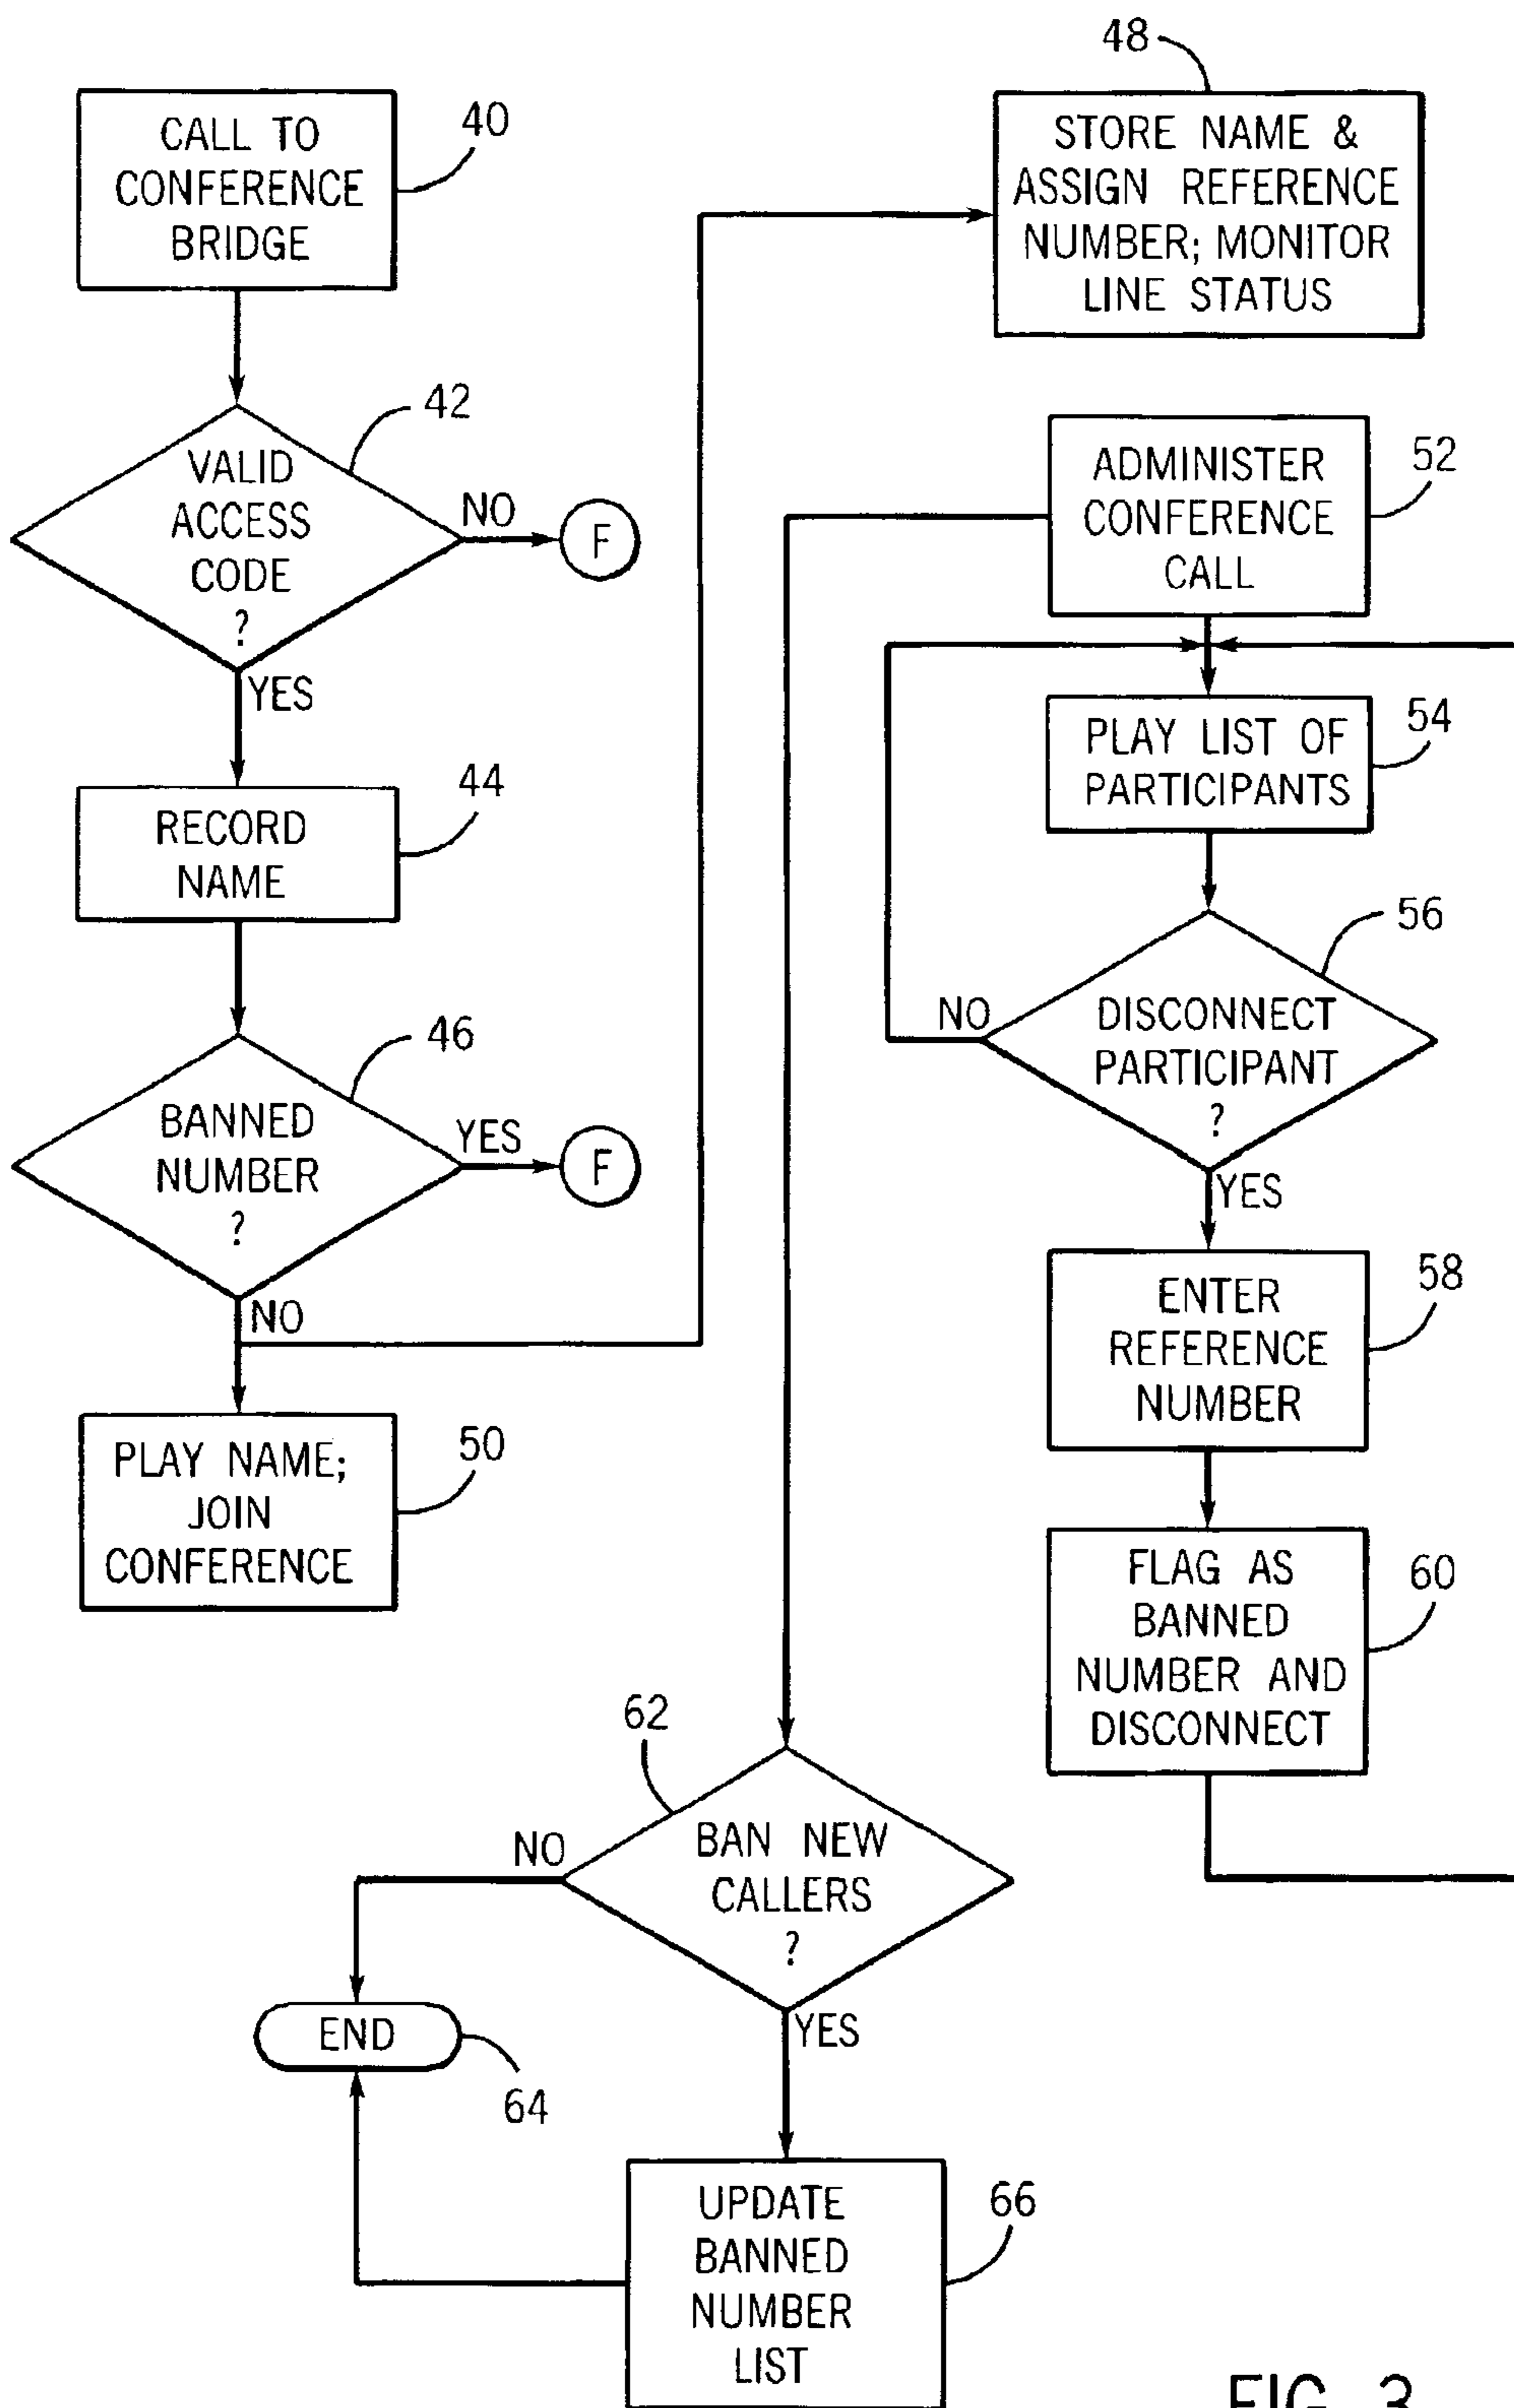 CALL TO
CONFERENCE
BRIDGE
40
VALID
ACCESS
CODE
?
42
NO
F
YES
RECORD
NAME
44
BANNED
NUMBER
?
46
YES
F
NO
PLAY NAME;
JOIN
CONFERENCE
50
48
STORE NAME &
ASSIGN REFERENCE
NUMBER; MONITOR
LINE STATUS
ADMINISTER
CONFERENCE
CALL
52
PLAY LIST OF
PARTICIPANTS
54
DISCONNECT
PARTICIPANT
?
56
NO
YES
ENTER
REFERENCE
NUMBER
58
FLAG AS
BANNED
NUMBER AND
DISCONNECT
60
62
BAN NEW
CALLERS
?
NO
YES
END
64
UPDATE
BANNED
NUMBER
LIST
66
FIG. 3